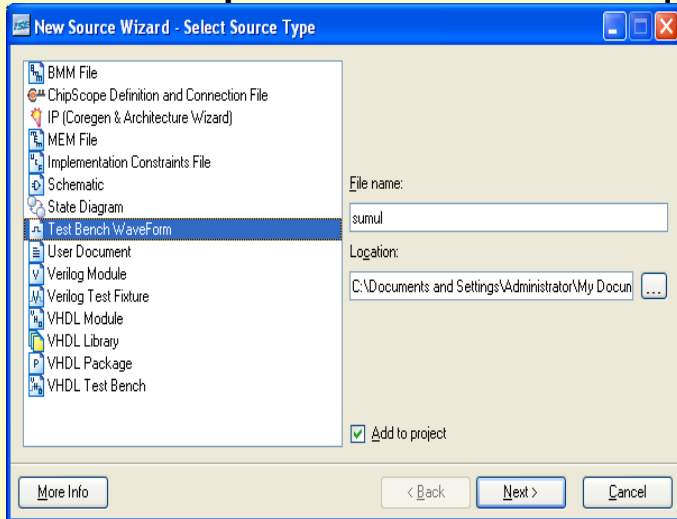 New Source Wizard - Select Source Type
BMM File
ChipScope Definition and Connection File
IP (Coregen & Architecture Wizard)
MEM File
Implementation Constraints File
Schematic
State Diagram
Test Bench WaveForm
User Document
Verilog Module
Verilog Test Fixture
VHDL Module
VHDL Library
VHDL Package
VHDL Test Bench
File name:
sumul
Location:
C:\Documents and Settings\Administrator\My Docun
...
Add to project
More Info
< Back
Next >
Cancel